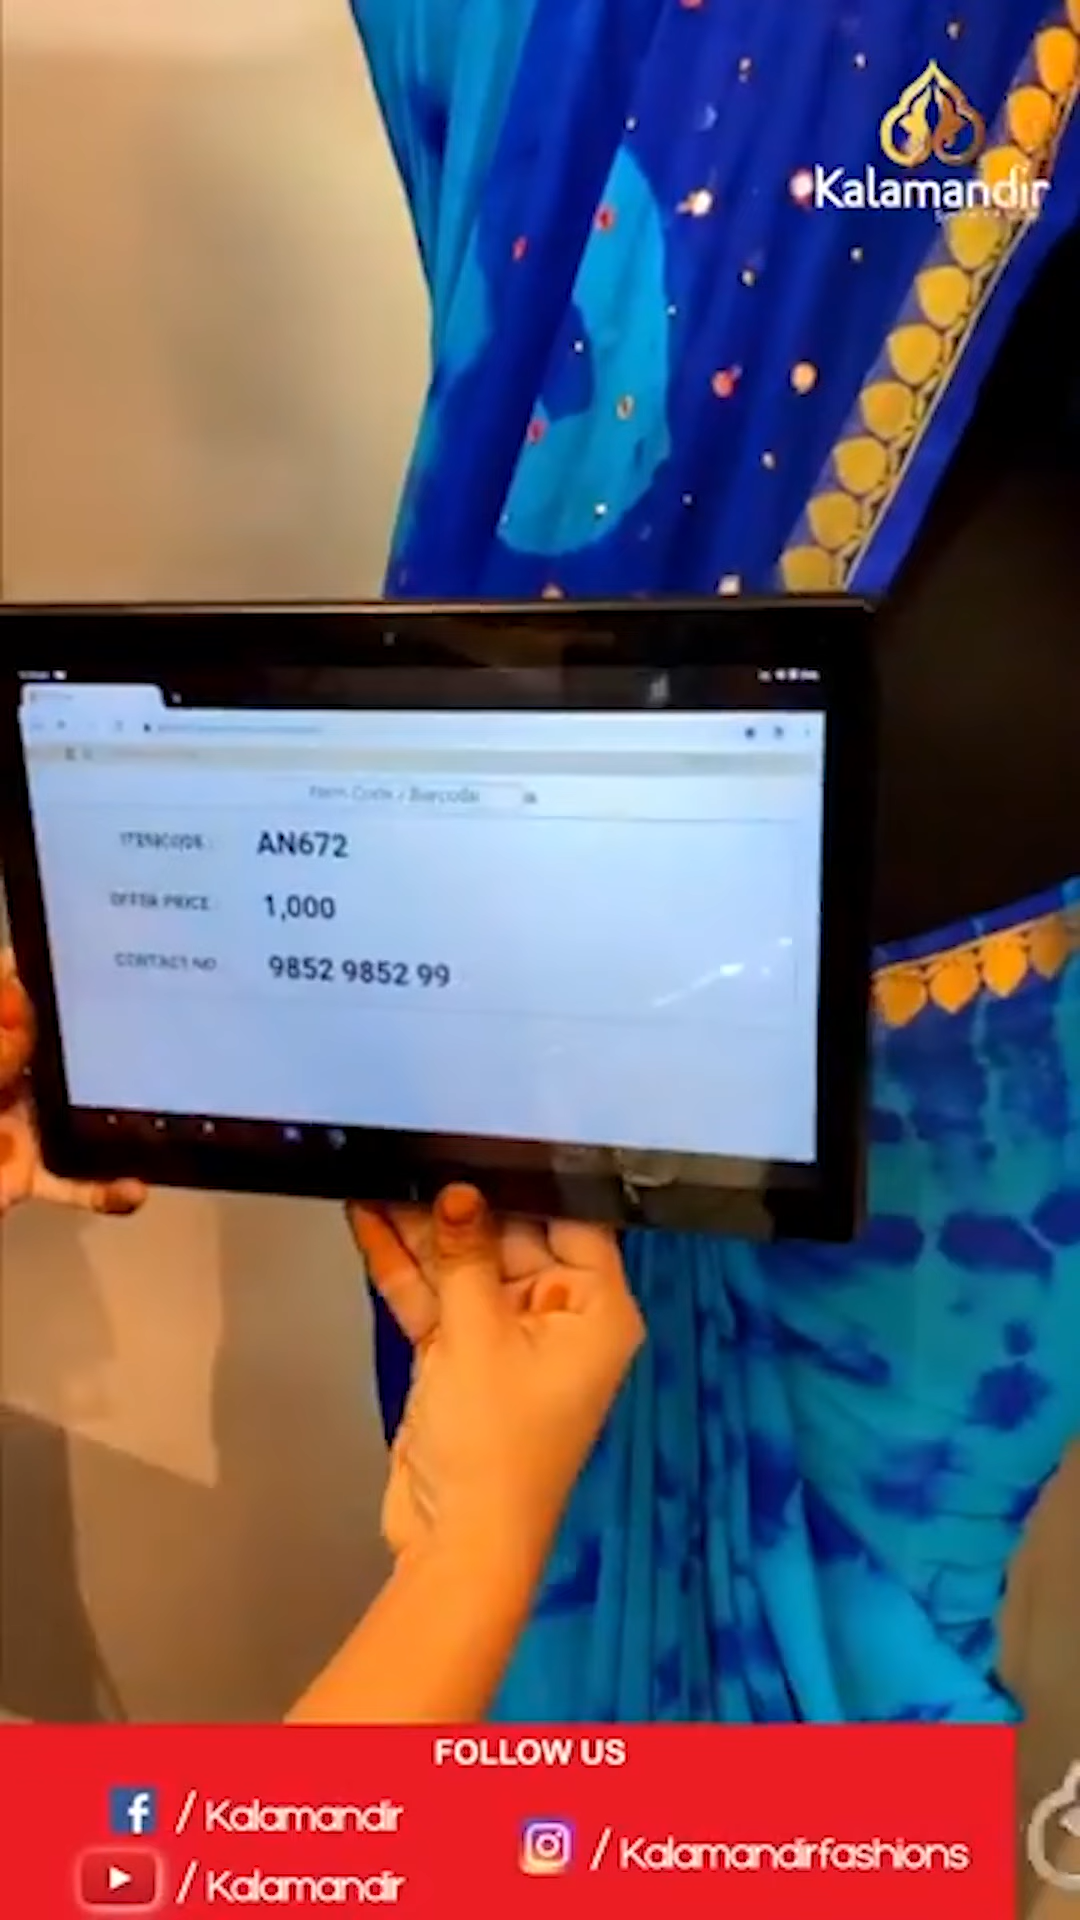 Kalamandir
Item Code / Barcode
ITEMCODE :
AN672
OFFER PRICE :
1,000
CONTACT NO
9852 9852 99
FOLLOW US
/ Kalamandir
/ Kalamandirfashions
/ Kalamandir